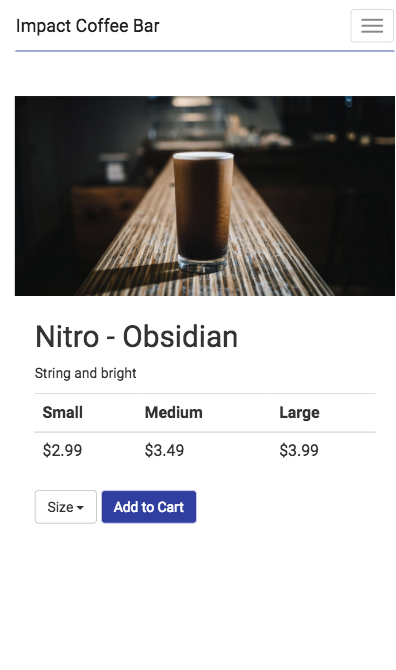 Impact Coffee Bar
Nitro - Obsidian
String and bright
Small Medium Large
$2.99 $3.49 $3.99
Size Add to Cart